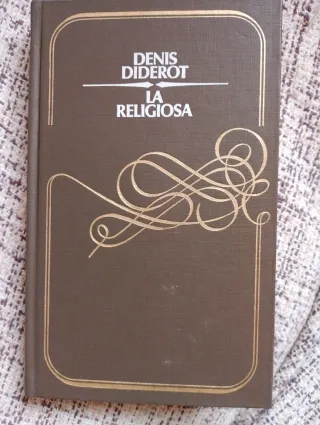 DENIS
DIDEROT
LA
RELIGIOSA